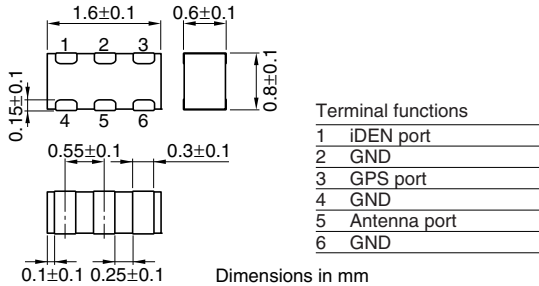 1.6±0.1
0.6±0.1
1 2 3
0.15±0.1
0.8±0.1
4 5 6
0.55±0.1
0.3±0.1
0.1±0.1
0.25±0.1
Dimensions in mm
Terminal functions
1 iDEN port
2 GND
3 GPS port
4 GND
5 Antenna port
6 GND